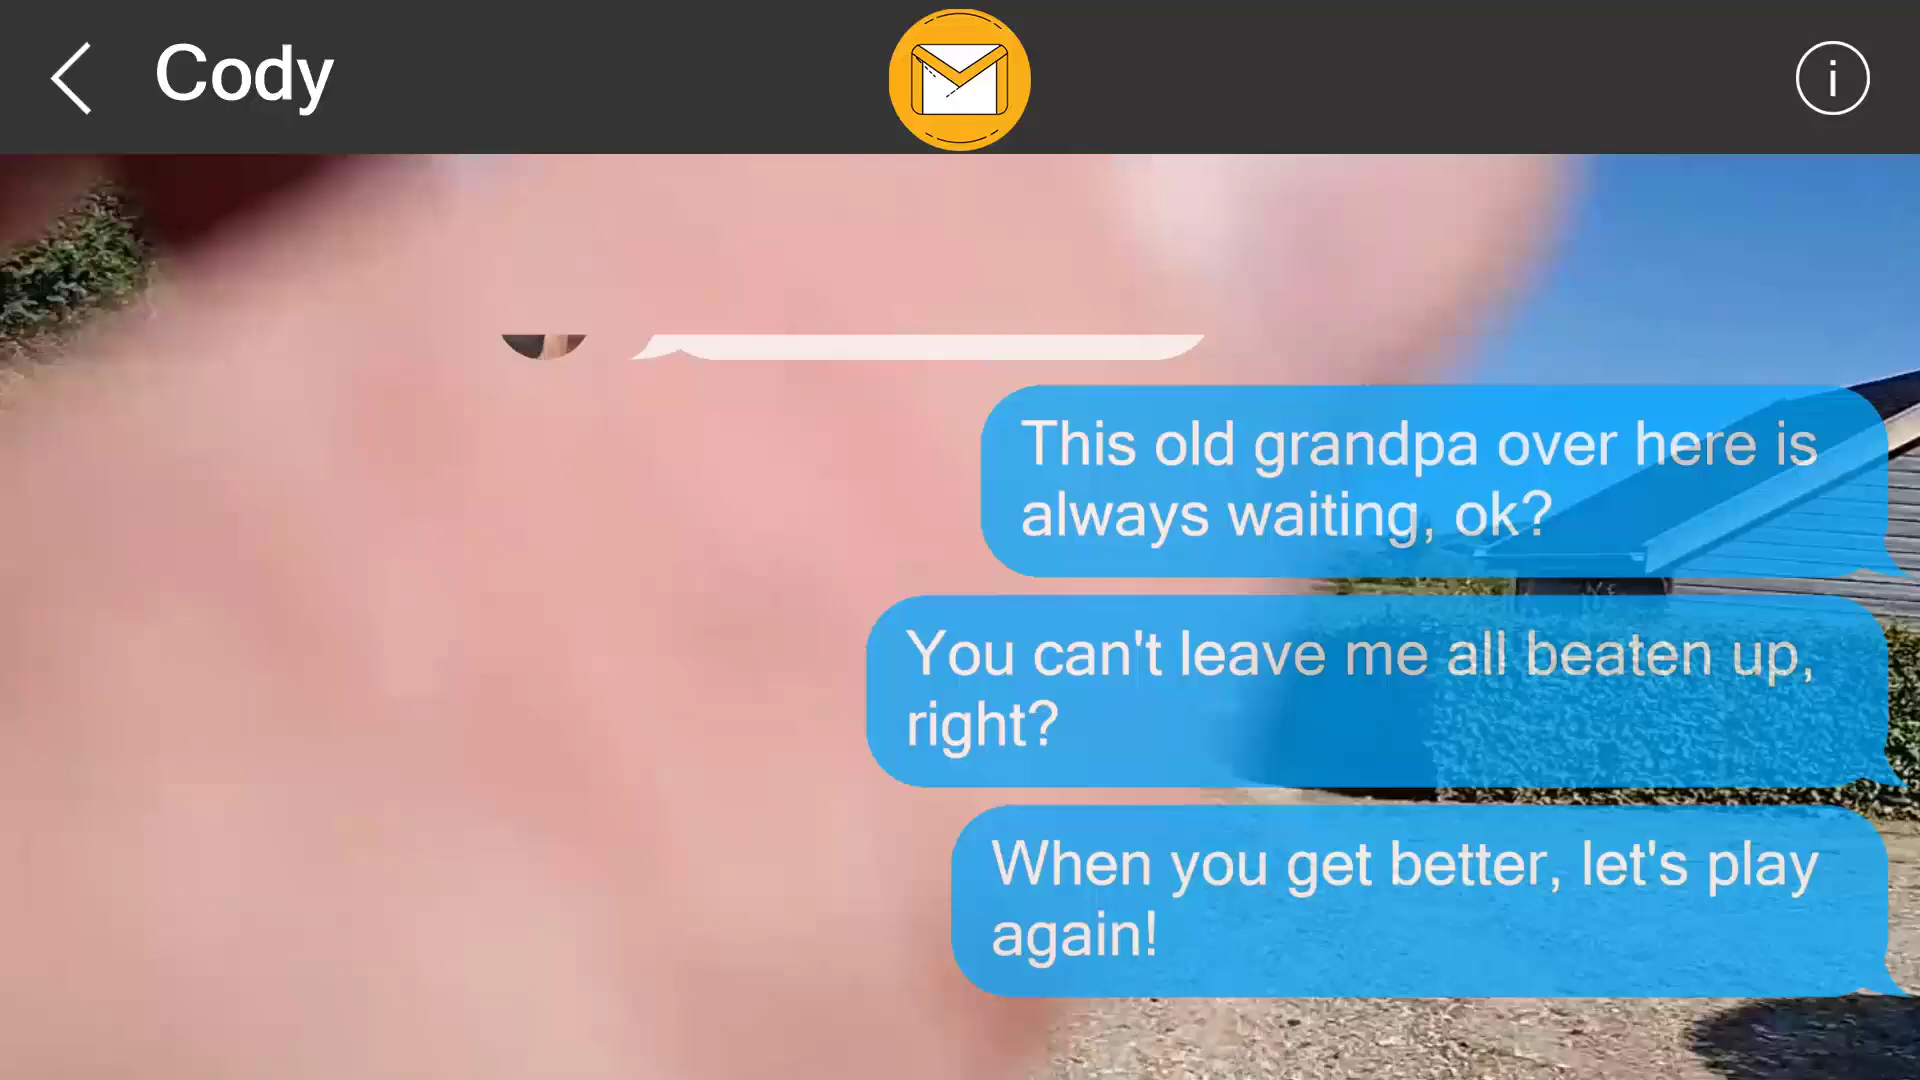 Cody
This old grandpa over here is
always waiting, ok?
You can't leave me all beaten up,
right?
When you get better, let's play
again!